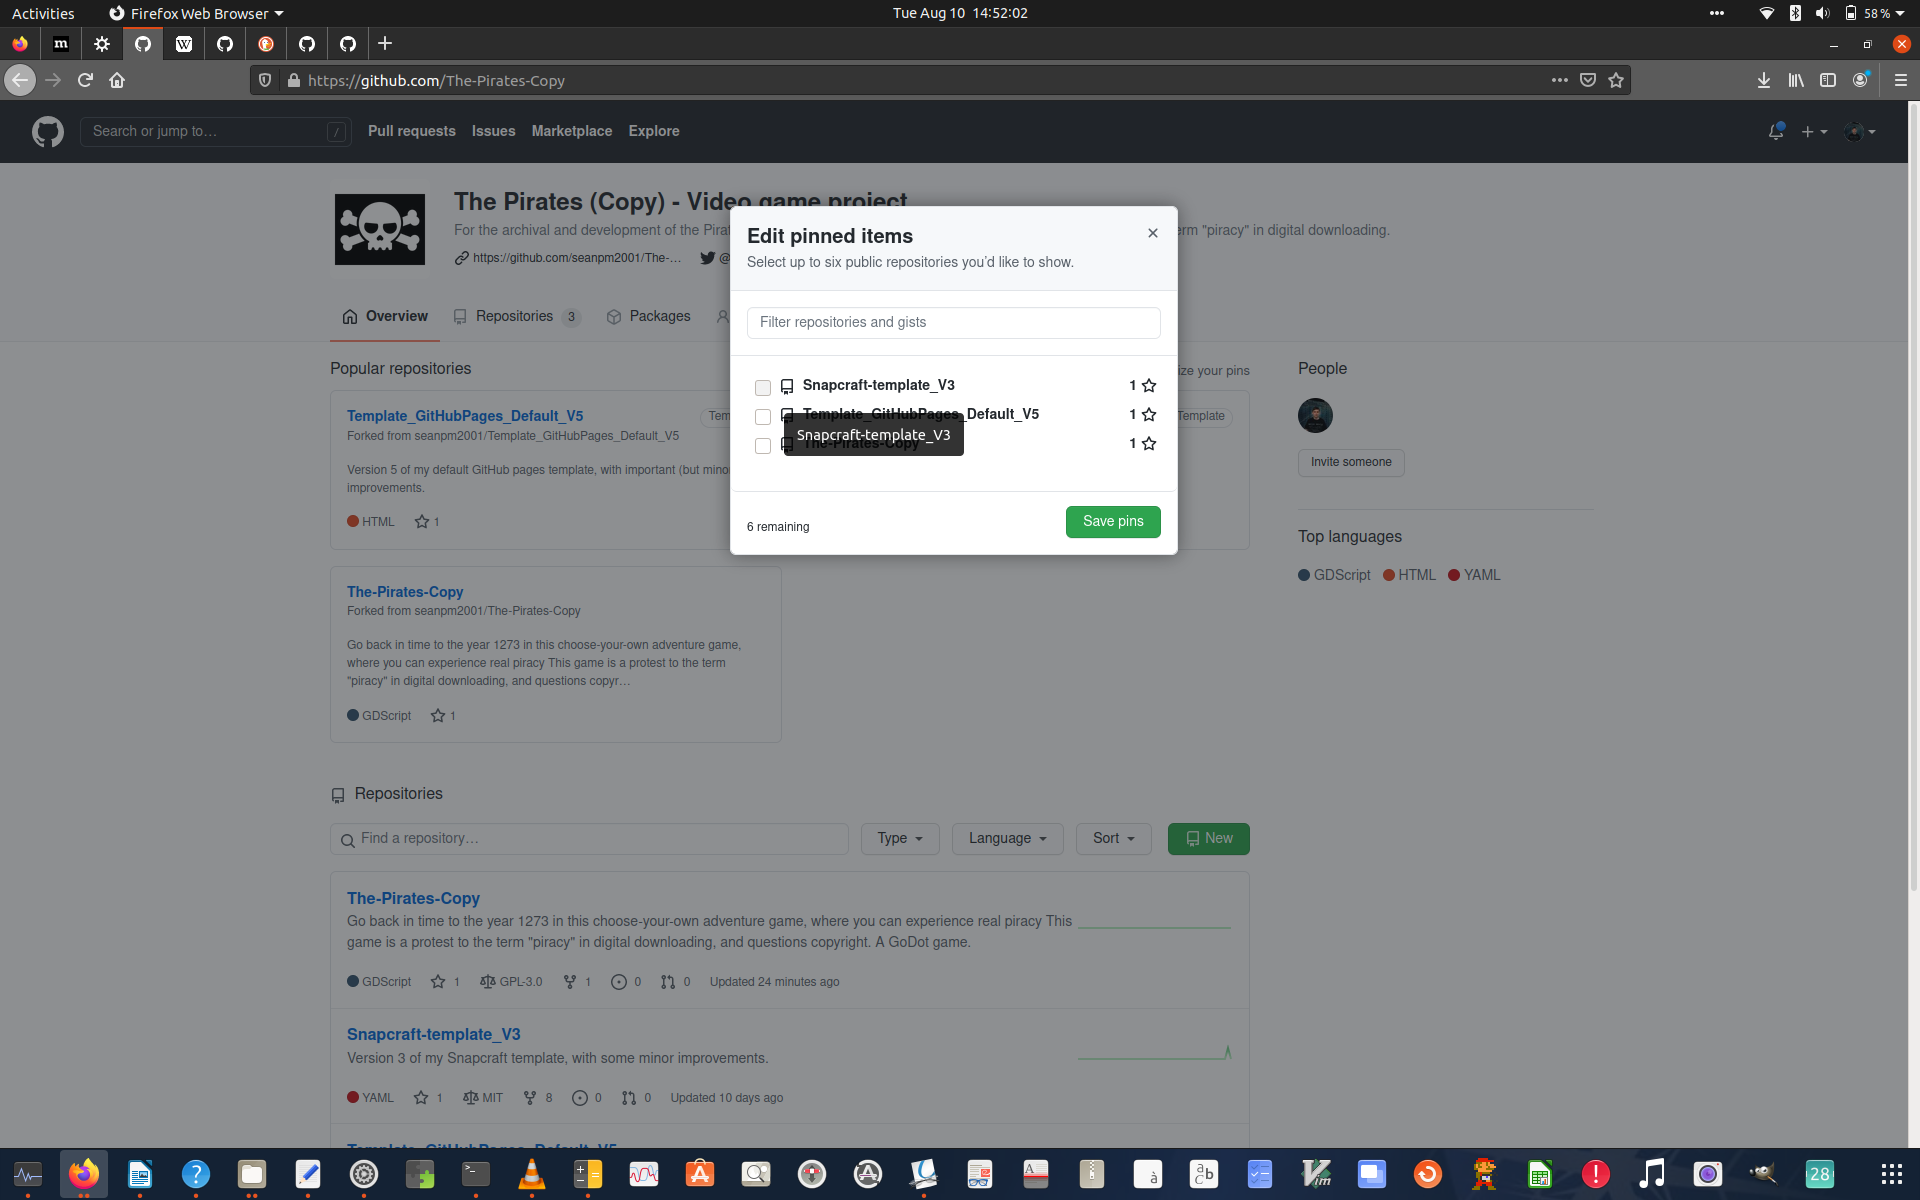 Activities
Firefox Web Browser
Tue Aug 10 14:52:02
58 %
m
W
https://github.com/The-Pirates-Copy
Search or jump to…
/
Pull requests
Issues
Marketplace
Explore
The Pirates (Copy) - Video game project
For the archival and development of the Pirat
erm "piracy" in digital downloading.
https://github.com/seanpm2001/The-...
@
Overview
Repositories 3
Packages
Popular repositories
ize your pins
Template_GitHubPages_Default_V5
Tem
Forked from seanpm2001/Template_GitHubPages_Default_V5
Version 5 of my default GitHub pages template, with important (but mino
improvements.
HTML 1
Template
The-Pirates-Copy
Forked from seanpm2001/The-Pirates-Copy
Go back in time to the year 1273 in this choose-your-own adventure game,
where you can experience real piracy This game is a protest to the term
"piracy" in digital downloading, and questions copyr…
GDScript 1
Edit pinned items
Select up to six public repositories you'd like to show.
Filter repositories and gists
Snapcraft-template_V3 1
Template_GitHubPages_Default_V5 1
The-Pirates-Copy 1
Snapcraft-template_V3
6 remaining
Save pins
People
Invite someone
Top languages
GDScript HTML YAML
Repositories
Find a repository…
Type
Language
Sort
New
The-Pirates-Copy
Go back in time to the year 1273 in this choose-your-own adventure game, where you can experience real piracy This
game is a protest to the term "piracy" in digital downloading, and questions copyright. A GoDot game.
GDScript 1 GPL-3.0 1 0 0 Updated 24 minutes ago
Snapcraft-template_V3
Version 3 of my Snapcraft template, with some minor improvements.
YAML 1 MIT 8 0 0 Updated 10 days ago
Template_GitHubPages_Default_V5
28